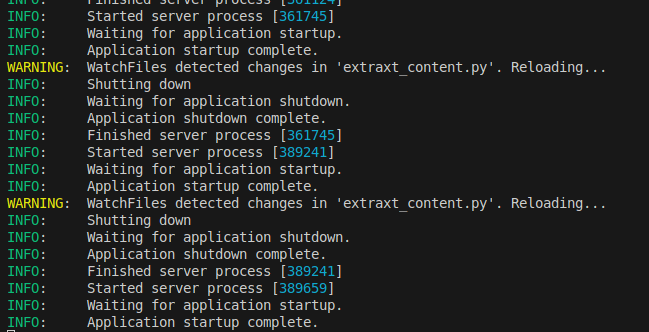 INFO: Finished server process [361124]
INFO: Started server process [361745]
INFO: Waiting for application startup.
INFO: Application startup complete.
WARNING: WatchFiles detected changes in 'extraxt_content.py'. Reloading...
INFO: Shutting down
INFO: Waiting for application shutdown.
INFO: Application shutdown complete.
INFO: Finished server process [361745]
INFO: Started server process [389241]
INFO: Waiting for application startup.
INFO: Application startup complete.
WARNING: WatchFiles detected changes in 'extraxt_content.py'. Reloading...
INFO: Shutting down
INFO: Waiting for application shutdown.
INFO: Application shutdown complete.
INFO: Finished server process [389241]
INFO: Started server process [389659]
INFO: Waiting for application startup.
INFO: Application startup complete.